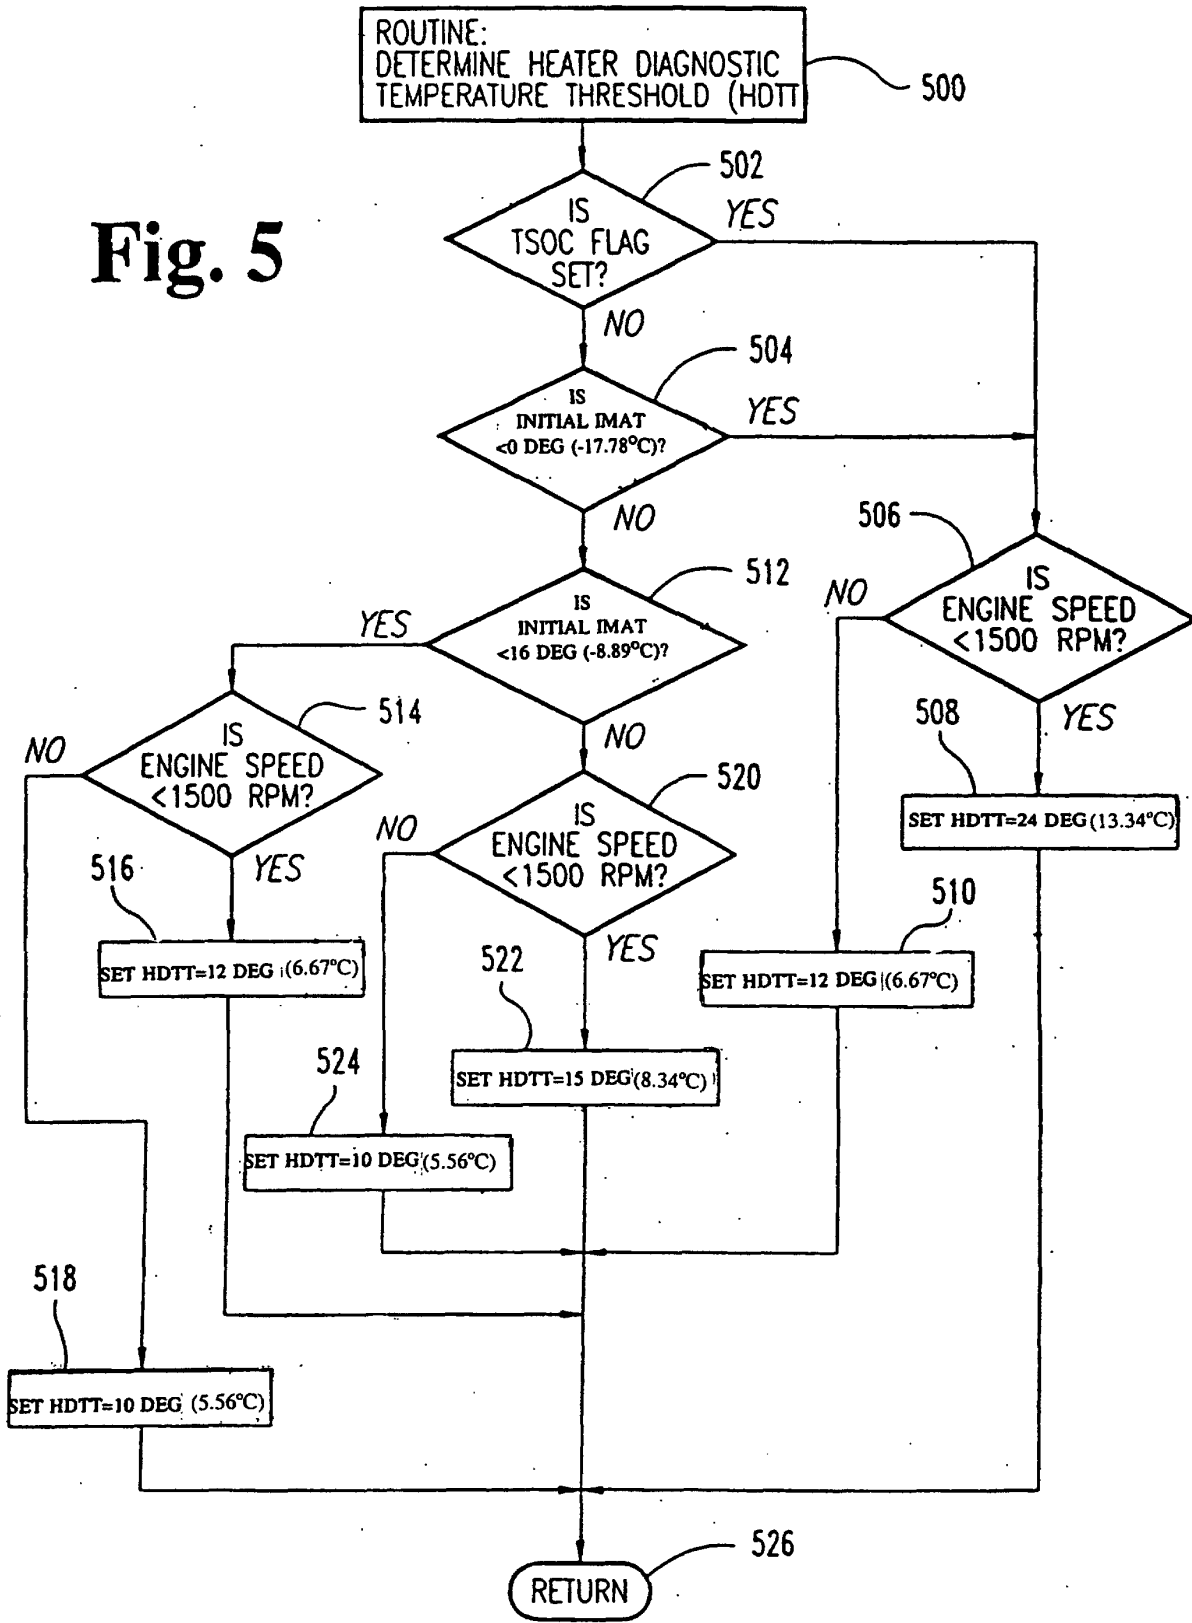 ROUTINE:
DETERMINE HEATER DIAGNOSTIC
TEMPERATURE THRESHOLD (HDTT
500
502
IS
TSOC FLAG
SET?
YES
Fig. 5
NO
504
IS
INITIAL IMAT
<0 DEG (-17.78°C)?
YES
NO
506
IS
ENGINE SPEED
<1500 RPM?
NO
YES
512
IS
INITIAL IMAT
<16 DEG (-8.89°C)?
YES
NO
514
IS
ENGINE SPEED
<1500 RPM?
NO
YES
508
SET HDTT=24 DEG (13.34°C)
520
IS
ENGINE SPEED
<1500 RPM?
NO
YES
516
SET HDTT=12 DEG (6.67°C)
510
SET HDTT=12 DEG (6.67°C)
522
SET HDTT=15 DEG (8.34°C)
524
SET HDTT=10 DEG (5.56°C)
518
SET HDTT=10 DEG (5.56°C)
526
RETURN